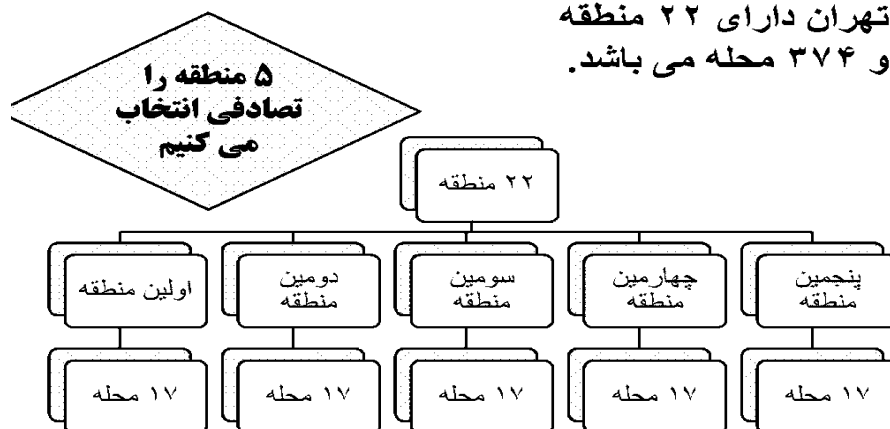 تهران دارای ۲۲ منطقه
و ۳۷۴ محله می باشد.
۵ منطقه را
تصادفی انتخاب
می کنیم
۲۲ منطقه
پنجمین
منطقه
چهارمین
منطقه
سومین
منطقه
دومین
منطقه
اولین منطقه
۱۷ محله
۱۷ محله
۱۷ محله
۱۷ محله
۱۷ محله